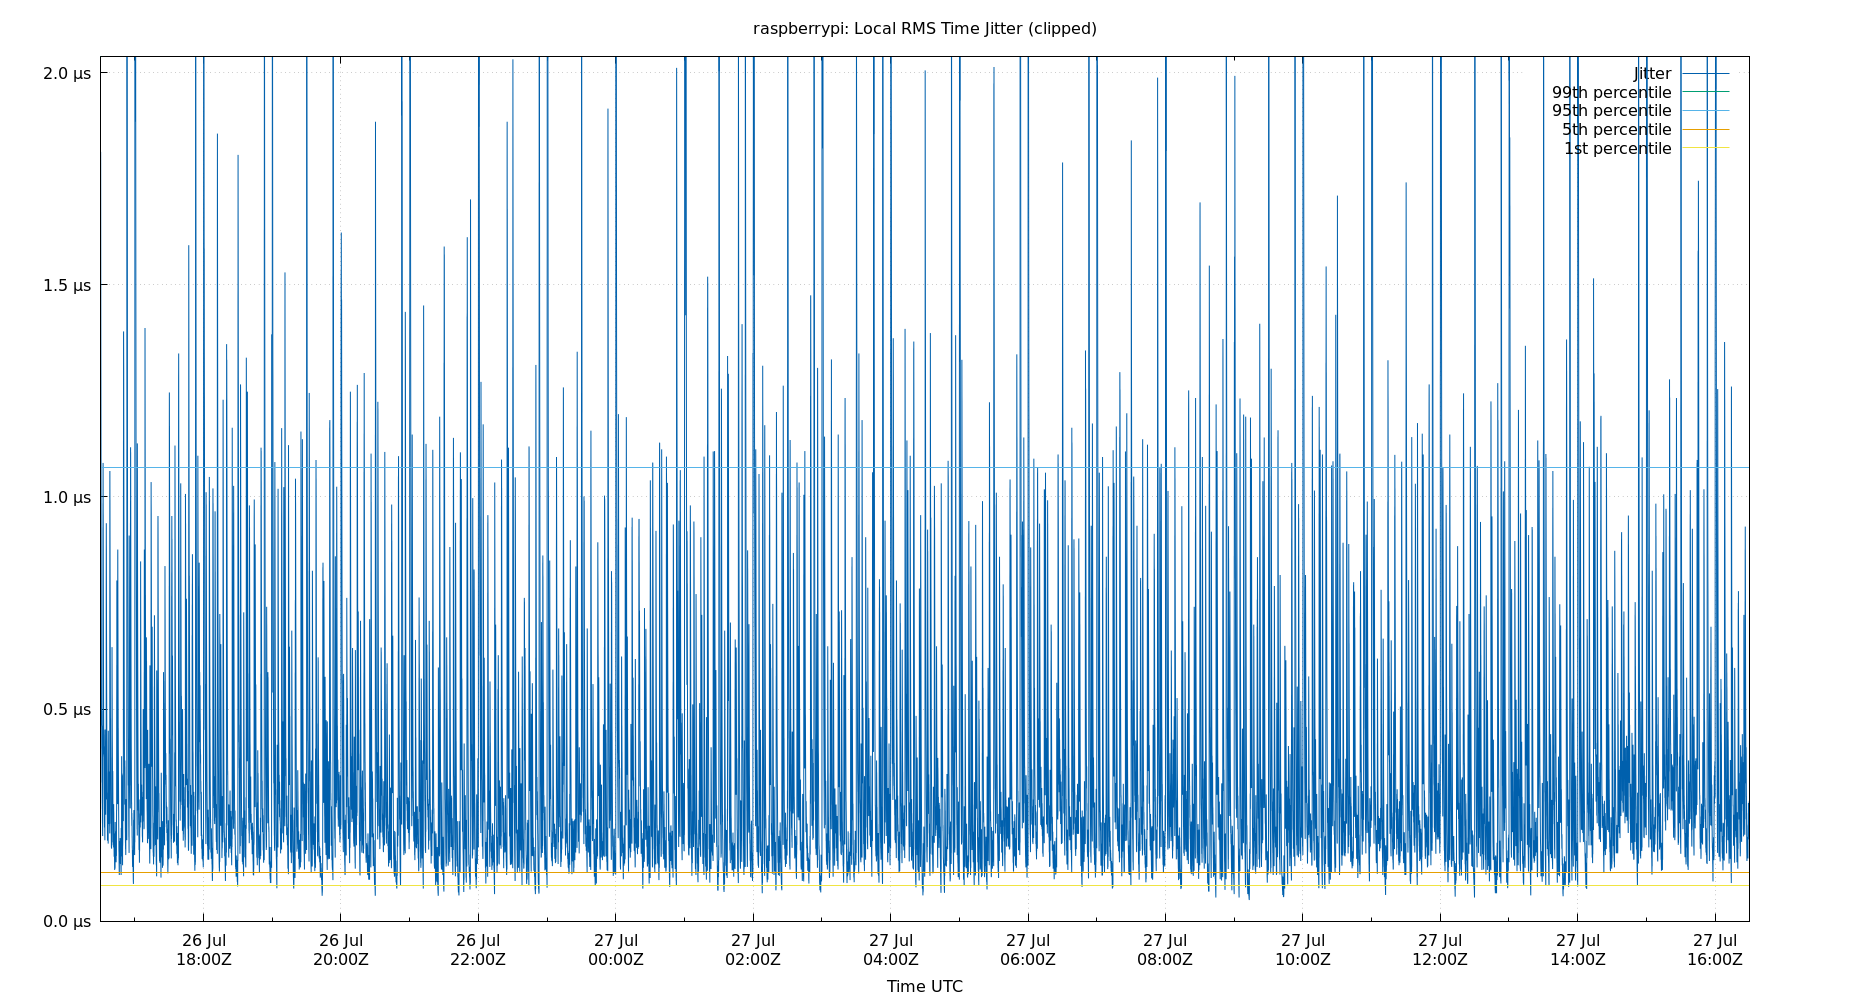 raspberrypi: Local RMS Time Jitter (clipped)
2.0 µs
1.5 µs
1.0 µs
0.5 µs
0.0 µs
Jitter
99th percentile
95th percentile
5th percentile
1st percentile
26 Jul 26 Jul 26 Jul 27 Jul 27 Jul 27 Jul 27 Jul 27 Jul 27 Jul 27 Jul 27 Jul 27 Jul
18:00Z 20:00Z 22:00Z 00:00Z 02:00Z 04:00Z 06:00Z 08:00Z 10:00Z 12:00Z 14:00Z 16:00Z
Time UTC